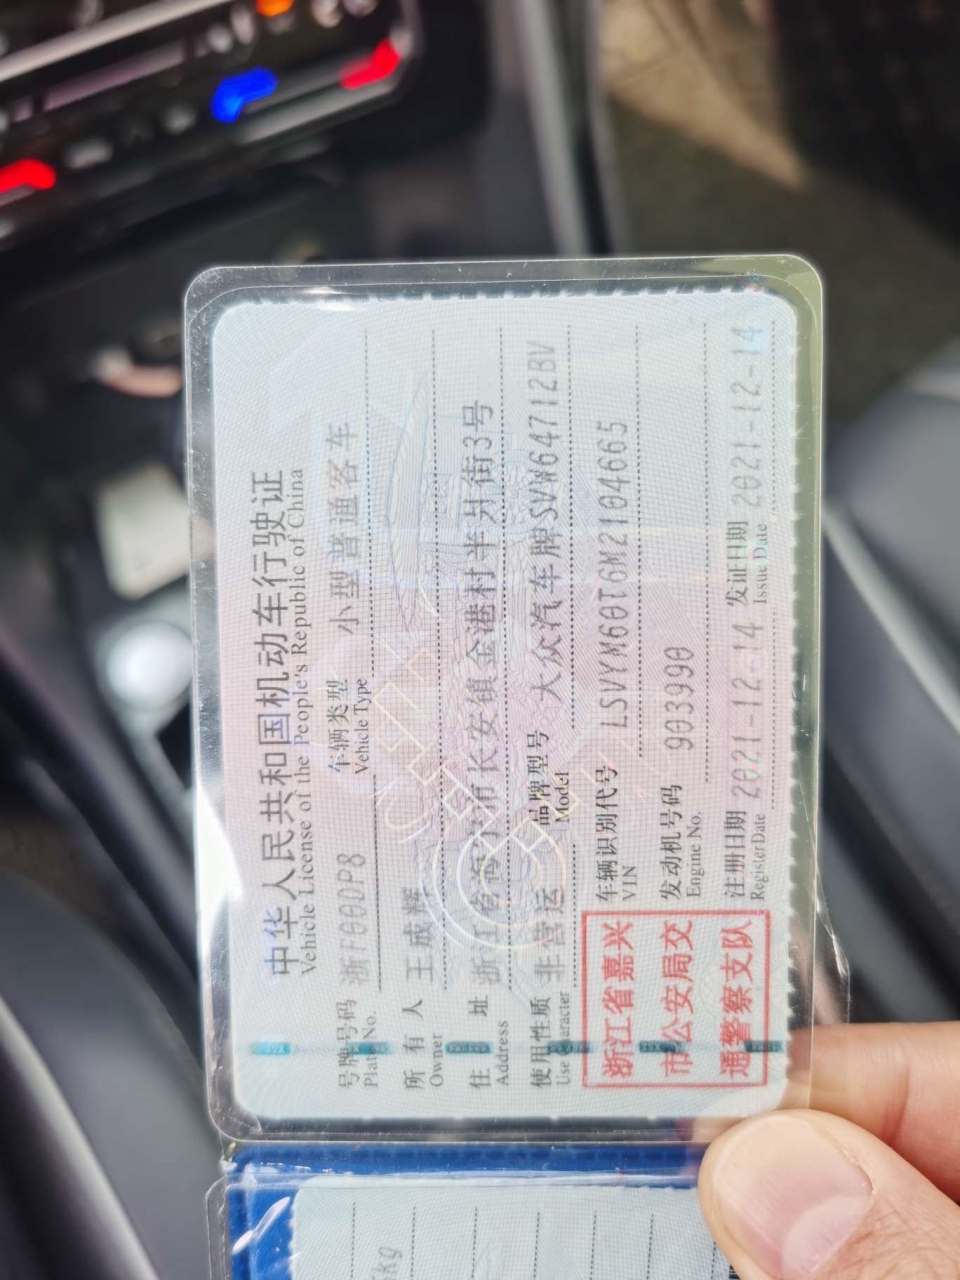 中华人民共和国机动车行驶证
Vehicle License of the People's Republic of China
号牌号码 浙F00DP8 车辆类型 小型普通客车
Plate No. Vehicle Type
所有人 王成辉
Owner
住址 浙江省海宁市长安镇金港村半爿街3号
Address
使用性质 非营运 品牌型号 大众汽车牌SVW64712BV
Use Character Model
浙江省嘉兴
市公安局交
通警察支队
车辆识别代号 LSVYM60T6M2104665
VIN
发动机号码 903990
Engine No.
注册日期 2021-12-14 发证日期 2021-12-14
Register Date Issue Date
kg